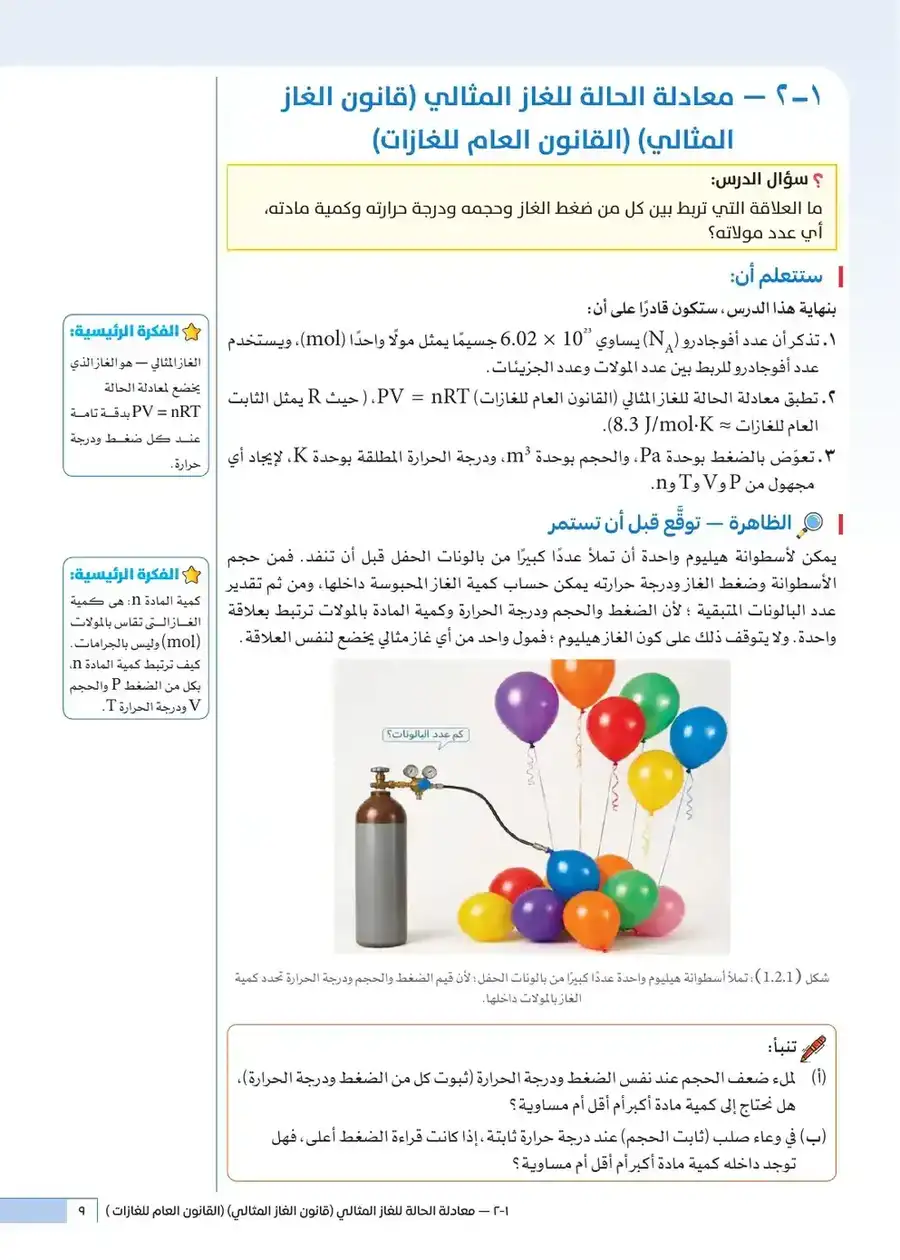 ١-٢ — معادلة الحالة للغاز المثالي (قانون الغاز
المثالي) (القانون العام للغازات)
؟ سؤال الدرس:
ما العلاقة التي تربط بين كل من ضغط الغاز وحجمه ودرجة حرارته وكمية مادته،
أي عدد مولاته؟
ستتعلم أن:
بنهاية هذا الدرس، ستكون قادرًا على أن:
١. تذكر أن عدد أفوجادرو (N_A) يساوي 6.02 × 10²³ جسيمًا يمثل مولًا واحدًا (mol)، ويستخدم
عدد أفوجادرو للربط بين عدد المولات وعدد الجزيئات.
٢. تطبق معادلة الحالة للغاز المثالي (القانون العام للغازات) PV = nRT، (حيث R يمثل الثابت
العام للغازات ≈ 8.3 J/mol·K).
٣. تعوّض بالضغط بوحدة Pa، والحجم بوحدة m³، ودرجة الحرارة المطلقة بوحدة K، لإيجاد أي
مجهول من P و V و T و n.
الفكرة الرئيسية:
الغاز المثالي — هو الغاز الذي
يخضع لمعادلة الحالة
PV = nRT بدقة تامة
عند كل ضغط ودرجة
حرارة.
الظاهرة — توقَّع قبل أن تستمر
يمكن لأسطوانة هيليوم واحدة أن تملأ عددًا كبيرًا من بالونات الحفل قبل أن تنفد. فمن حجم
الأسطوانة وضغط الغاز ودرجة حرارته يمكن حساب كمية الغاز المحبوسة داخلها، ومن ثم تقدير
عدد البالونات المتبقية ؛ لأن الضغط والحجم ودرجة الحرارة وكمية المادة بالمولات ترتبط بعلاقة
واحدة. ولا يتوقف ذلك على كون الغاز هيليوم ؛ فمول واحد من أي غاز مثالي يخضع لنفس العلاقة.
الفكرة الرئيسية:
كمية المادة n: هى كمية
الغاز التي تقاس بالمولات
(mol) وليس بالجرامات.
كيف ترتبط كمية المادة n،
بكل من الضغط P والحجم
V ودرجة الحرارة T.
كم عدد البالونات؟
شكل (1.2.1): تملأ أسطوانة هيليوم واحدة عددًا كبيرًا من بالونات الحفل؛ لأن قيم الضغط والحجم ودرجة الحرارة تحدد كمية
الغاز بالمولات داخلها.
تنبأ:
(أ) لملء ضعف الحجم عند نفس الضغط ودرجة الحرارة (ثبوت كل من الضغط ودرجة الحرارة)،
هل نحتاج إلى كمية مادة أكبر أم أقل أم مساوية؟
(ب) في وعاء صلب (ثابت الحجم) عند درجة حرارة ثابتة، إذا كانت قراءة الضغط أعلى، فهل
توجد داخله كمية مادة أكبر أم أقل أم مساوية؟
١-٢ — معادلة الحالة للغاز المثالي (قانون الغاز المثالي) (القانون العام للغازات ) | ٩